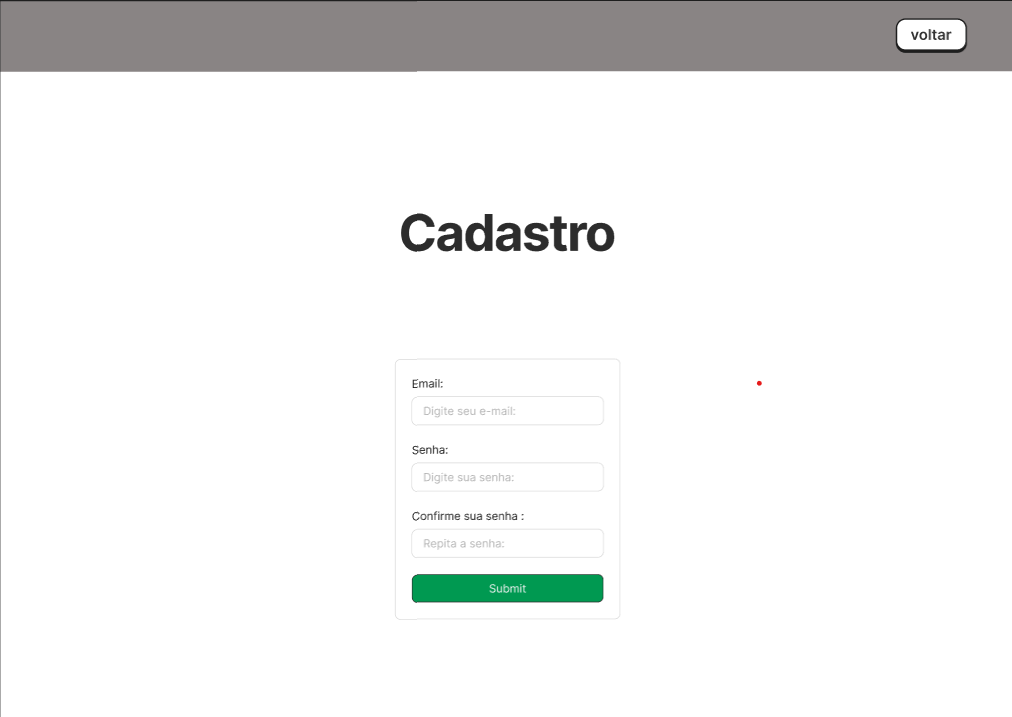 voltar
Cadastro
Email:
Digite seu e-mail:
Senha:
Digite sua senha:
Confirme sua senha :
Repita a senha:
Submit